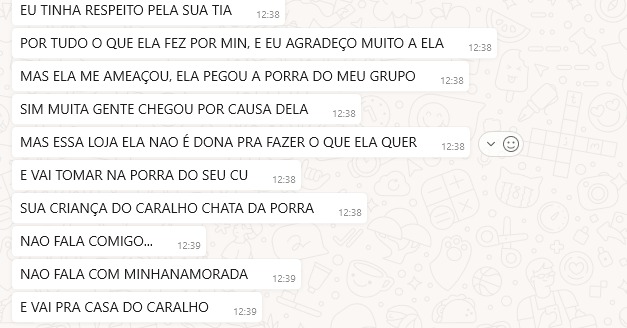 EU TINHA RESPEITO PELA SUA TIA 12:38
POR TUDO O QUE ELA FEZ POR MIN, E EU AGRADEÇO MUITO A ELA 12:38
MAS ELA ME AMEAÇOU, ELA PEGOU A PORRA DO MEU GRUPO 12:38
SIM MUITA GENTE CHEGOU POR CAUSA DELA 12:38
MAS ESSA LOJA ELA NAO É DONA PRA FAZER O QUE ELA QUER 12:38
E VAI TOMAR NA PORRA DO SEU CU 12:38
SUA CRIANÇA DO CARALHO CHATA DA PORRA 12:38
NAO FALA COMIGO... 12:39
NAO FALA COM MINHANAMORADA 12:39
E VAI PRA CASA DO CARALHO 12:39